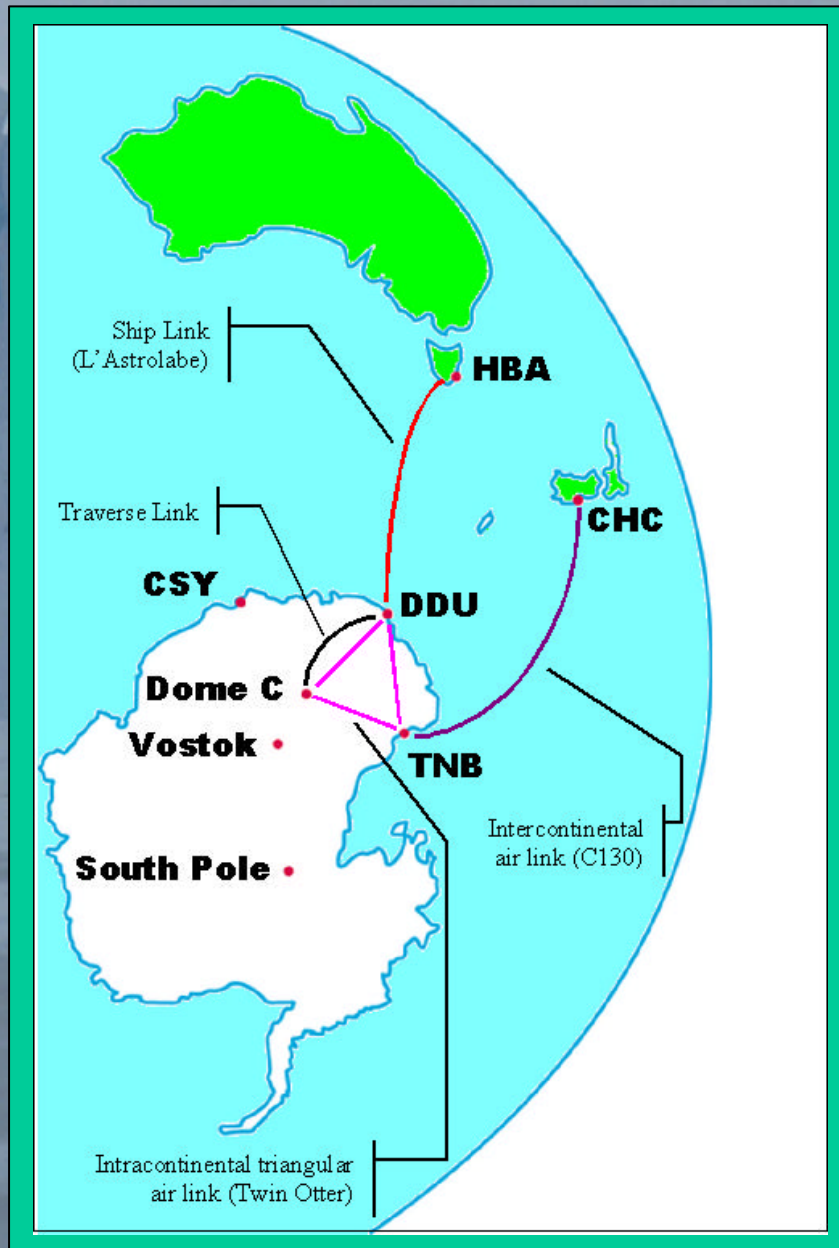 Ship Link
(L'Astrolabe)
HBA
CHC
Traverse Link
CSY
DDU
Dome C
Vostok
TNB
South Pole
Intercontinental
air link (C130)
Intracontinental triangular
air link (Twin Otter)